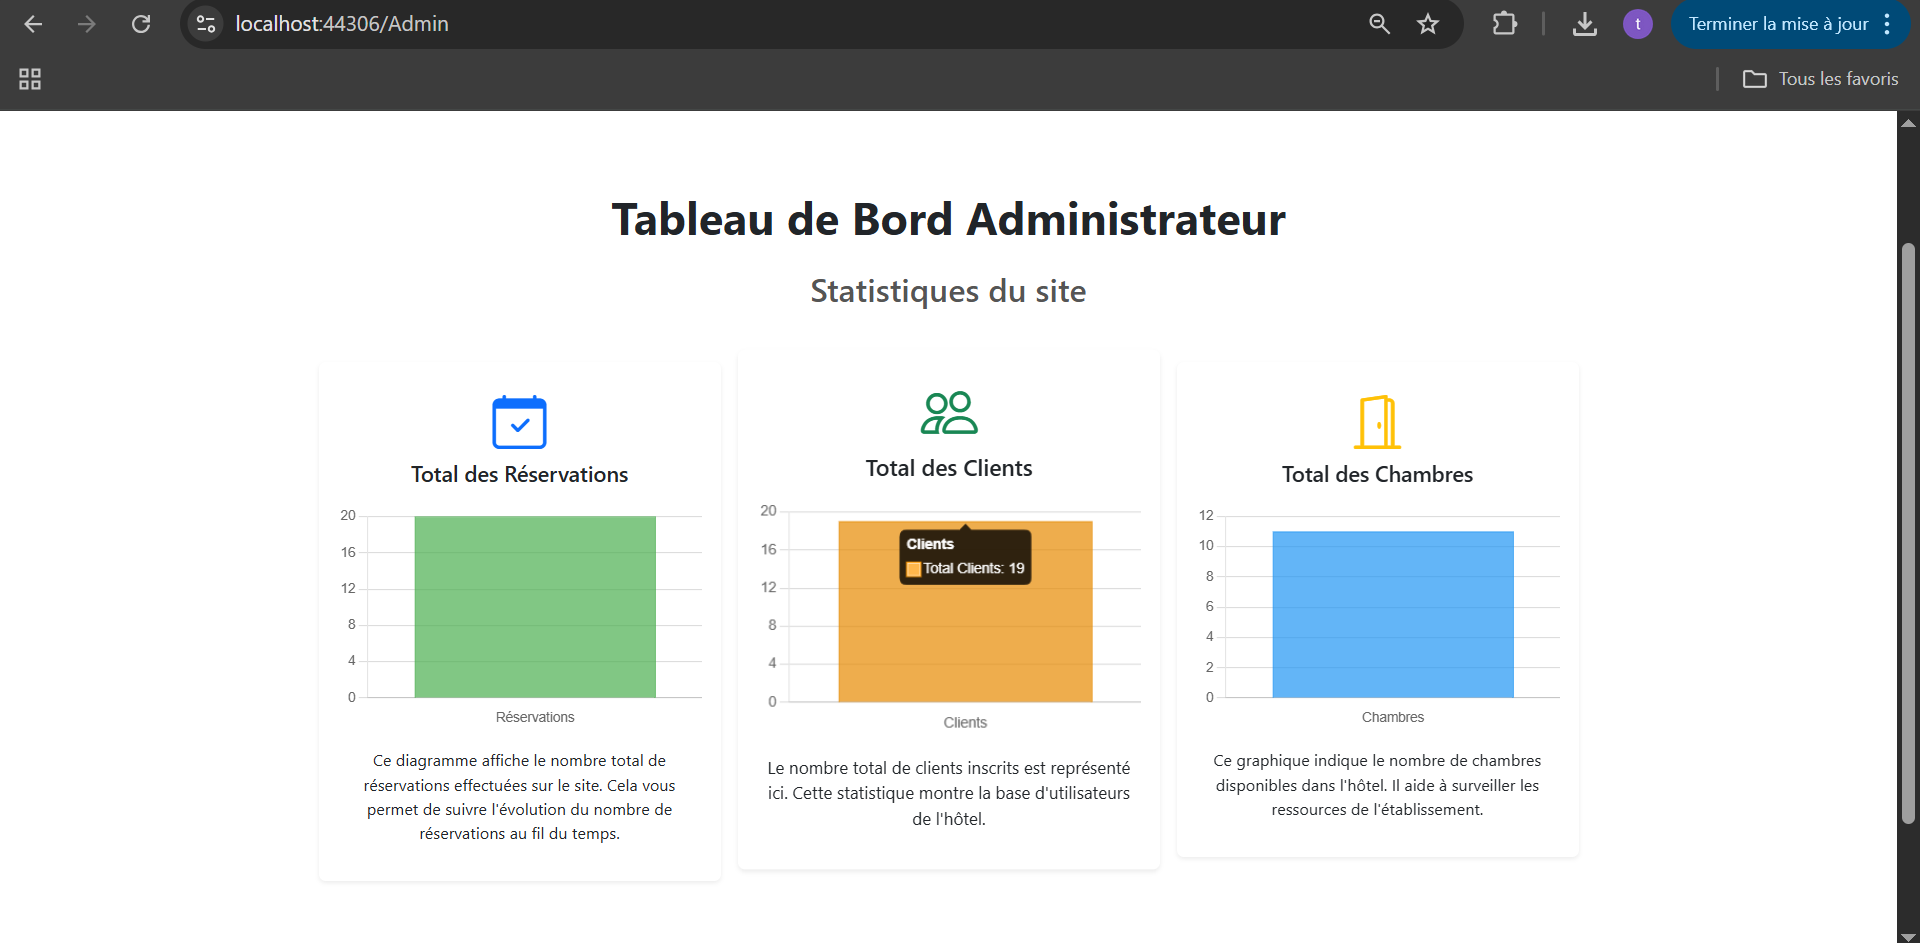 localhost:44306/Admin
t
Terminer la mise à jour
Tous les favoris
Tableau de Bord Administrateur
Statistiques du site
Total des Réservations
20
16
12
8
4
0
Réservations
Ce diagramme affiche le nombre total de
réservations effectuées sur le site. Cela vous
permet de suivre l'évolution du nombre de
réservations au fil du temps.
Total des Clients
20
16
12
8
4
0
Clients
Total Clients: 19
Clients
Le nombre total de clients inscrits est représenté
ici. Cette statistique montre la base d'utilisateurs
de l'hôtel.
Total des Chambres
12
10
8
6
4
2
0
Chambres
Ce graphique indique le nombre de chambres
disponibles dans l'hôtel. Il aide à surveiller les
ressources de l'établissement.